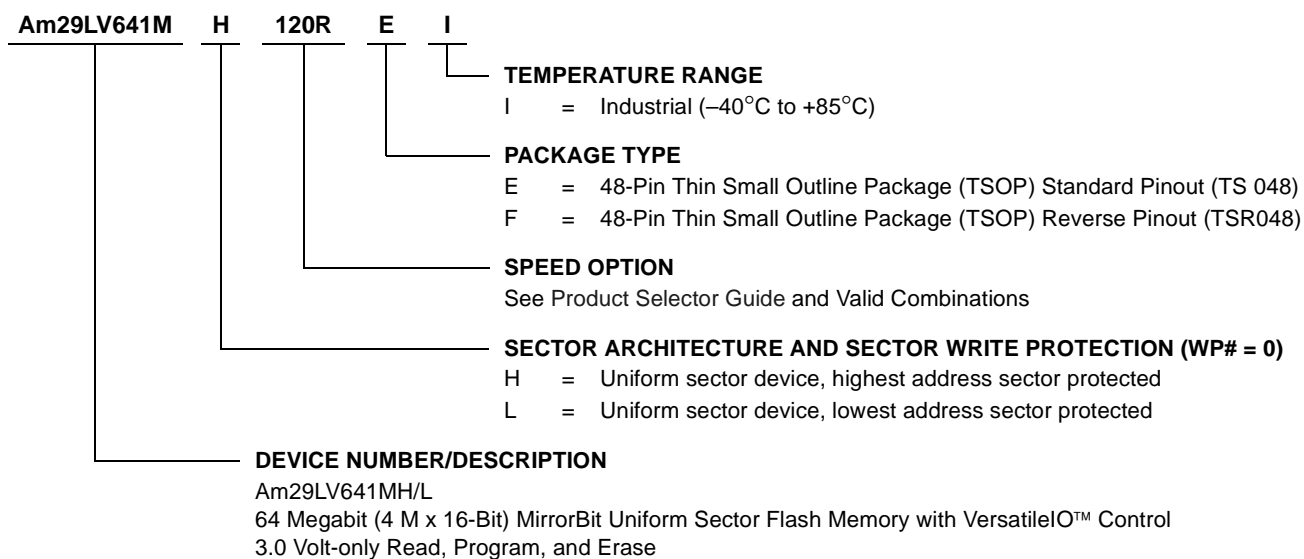 Am29LV641M H 120R E I
TEMPERATURE RANGE
I = Industrial (–40°C to +85°C)
PACKAGE TYPE
E = 48-Pin Thin Small Outline Package (TSOP) Standard Pinout (TS 048)
F = 48-Pin Thin Small Outline Package (TSOP) Reverse Pinout (TSR048)
SPEED OPTION
See Product Selector Guide and Valid Combinations
SECTOR ARCHITECTURE AND SECTOR WRITE PROTECTION (WP# = 0)
H = Uniform sector device, highest address sector protected
L = Uniform sector device, lowest address sector protected
DEVICE NUMBER/DESCRIPTION
Am29LV641MH/L
64 Megabit (4 M x 16-Bit) MirrorBit Uniform Sector Flash Memory with VersatileIO™ Control
3.0 Volt-only Read, Program, and Erase